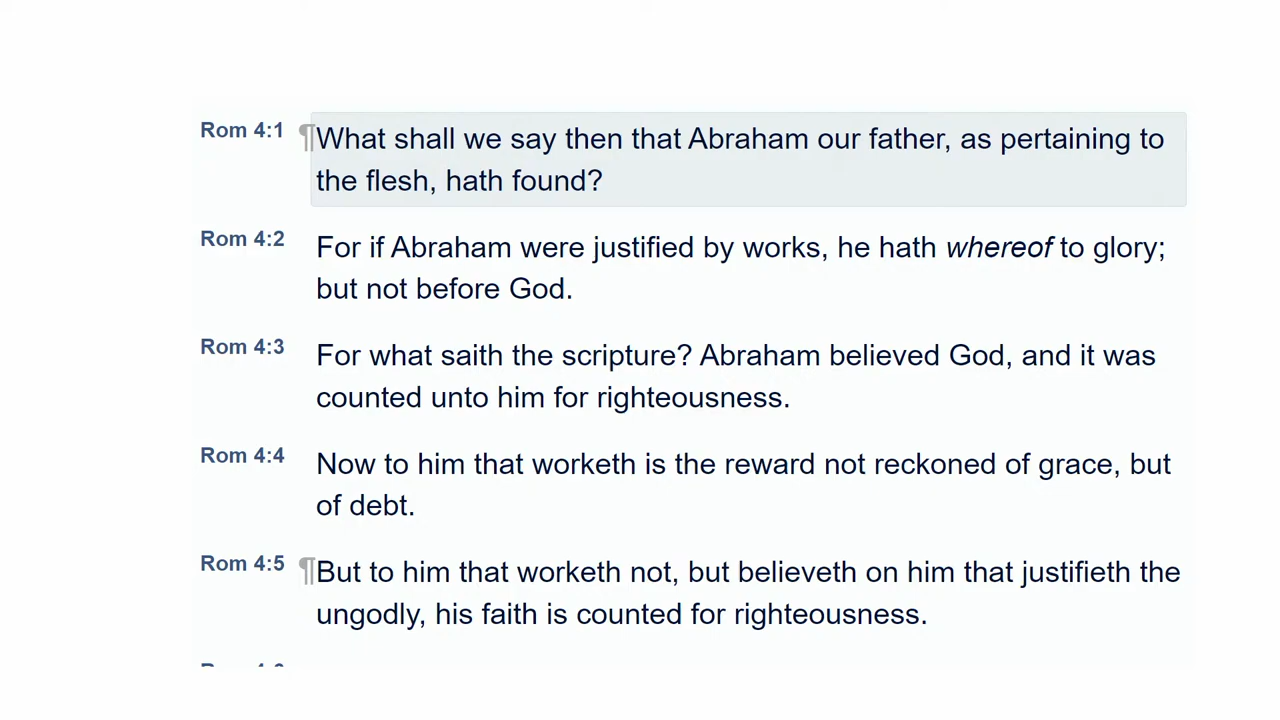 Rom 4:1 ¶What shall we say then that Abraham our father, as pertaining to
the flesh, hath found?
Rom 4:2 For if Abraham were justified by works, he hath whereof to glory;
but not before God.
Rom 4:3 For what saith the scripture? Abraham believed God, and it was
counted unto him for righteousness.
Rom 4:4 Now to him that worketh is the reward not reckoned of grace, but
of debt.
Rom 4:5 ¶But to him that worketh not, but believeth on him that justifieth the
ungodly, his faith is counted for righteousness.